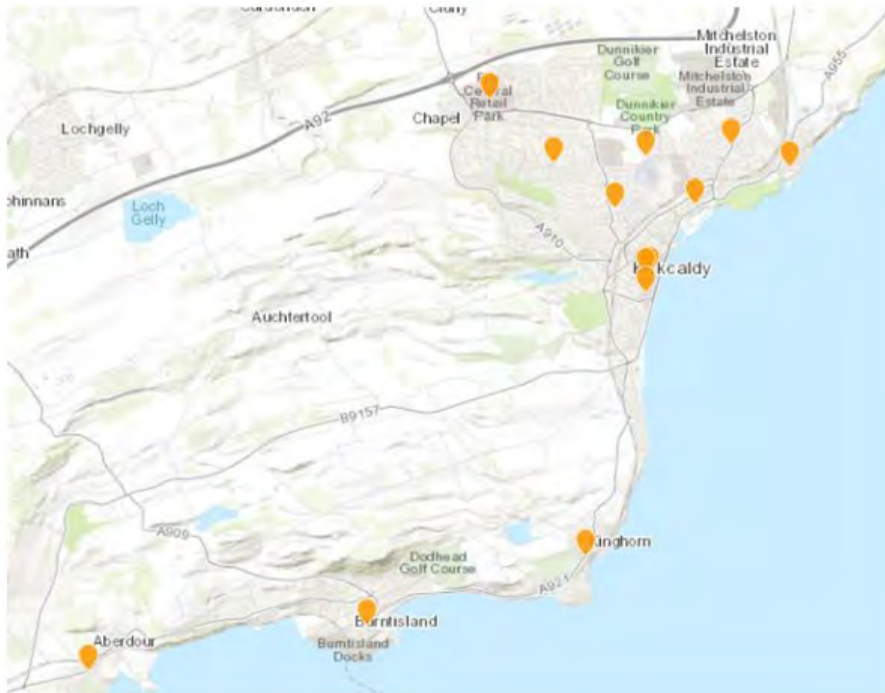 Mitchelston
Industrial
Estate
Dunnikier
Golf
Course
Mitchelston
Industrial
Estate
A955
Central
Retail
Park
Dunnikier
Country
Park
Chapel
A92
Lochgelly
Loch
Gelly
A910
Auchtertool
B9157
A909
Dodhead
Golf Course
A921
Burntisland
Burntisland
Docks
Aberdour